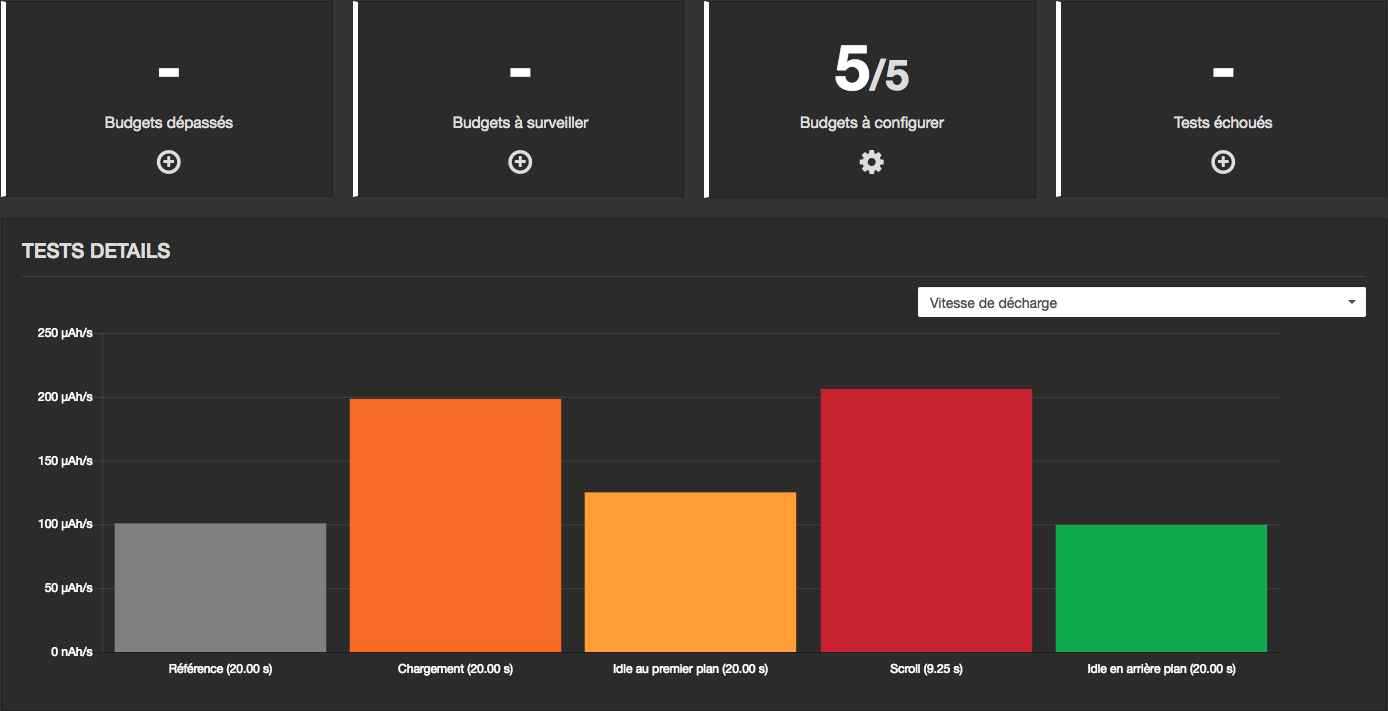 -
Budgets dépassés
-
Budgets à surveiller
5/5
Budgets à configurer
-
Tests échoués
TESTS DETAILS
Vitesse de décharge
250 µAh/s
200 µAh/s
150 µAh/s
100 µAh/s
50 µAh/s
0 nAh/s
Référence (20.00 s)
Chargement (20.00 s)
Idle au premier plan (20.00 s)
Scroll (9.25 s)
Idle en arrière plan (20.00 s)